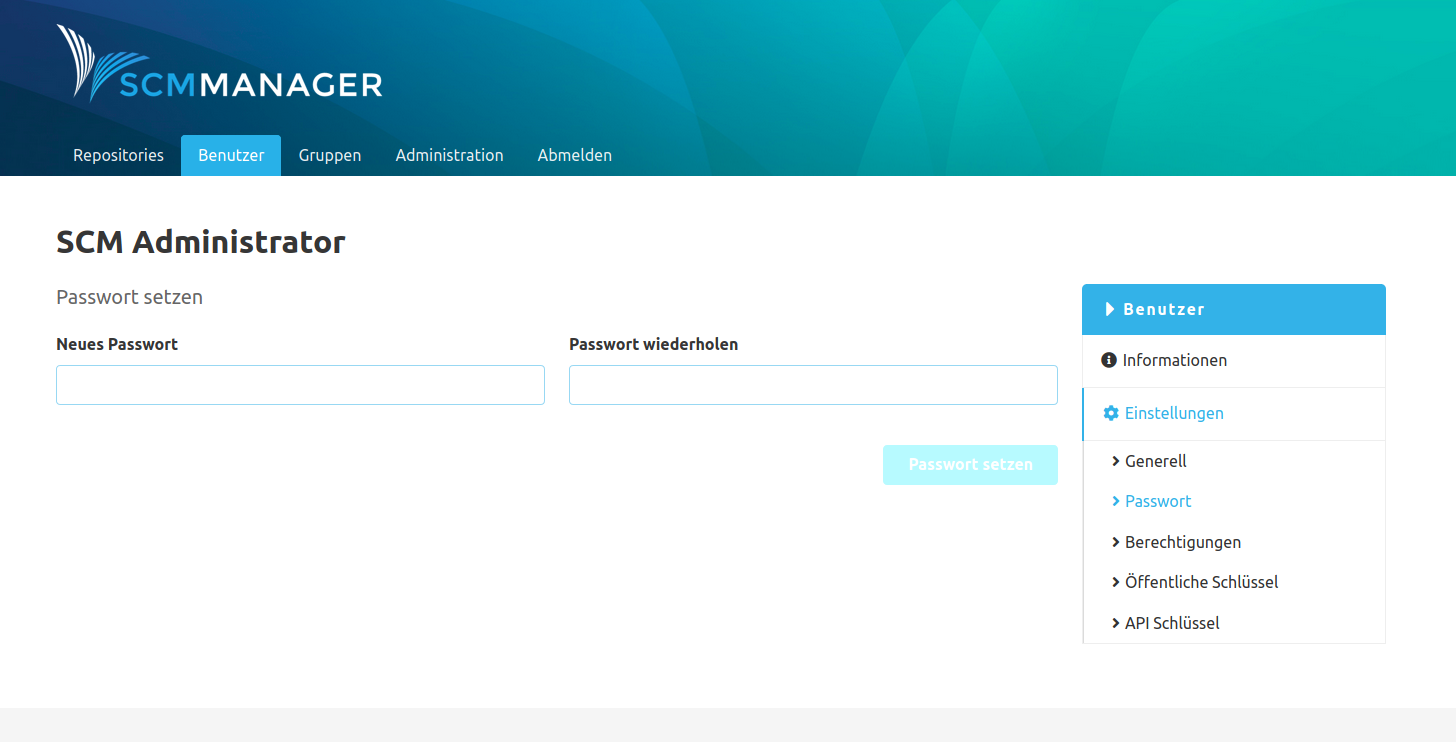 SCMMANAGER
Repositories Benutzer Gruppen Administration Abmelden
SCM Administrator
Passwort setzen
Neues Passwort
Passwort wiederholen
Passwort setzen
Benutzer
Informationen
Einstellungen
Generell
Passwort
Berechtigungen
Öffentliche Schlüssel
API Schlüssel